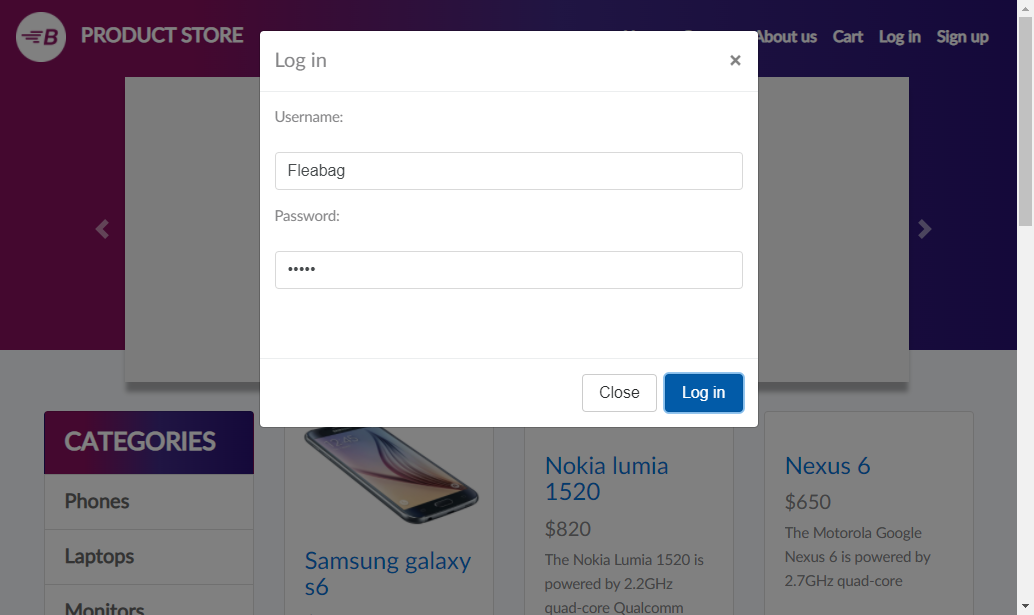 B PRODUCT STORE
About us Cart Log in Sign up
Log in ×
Username:
Fleabag
Password:
•••••
Close Log in
CATEGORIES
Phones
Laptops
Monitors
Samsung galaxy
s6
Nokia lumia
1520
$820
The Nokia Lumia 1520 is
powered by 2.2GHz
quad-core Qualcomm
Nexus 6
$650
The Motorola Google
Nexus 6 is powered by
2.7GHz quad-core